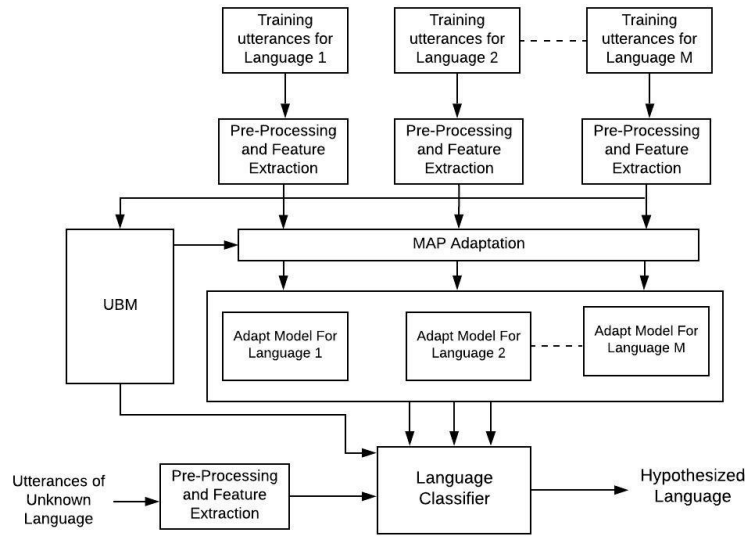 Training
utterances for
Language 1
Training
utterances for
Language 2
Training
utterances for
Language M
Pre-Processing
and Feature
Extraction
Pre-Processing
and Feature
Extraction
Pre-Processing
and Feature
Extraction
UBM
MAP Adaptation
Adapt Model For
Language 1
Adapt Model For
Language 2
Adapt Model For
Language M
Utterances of
Unknown
Language
Pre-Processing
and Feature
Extraction
Language
Classifier
Hypothesized
Language